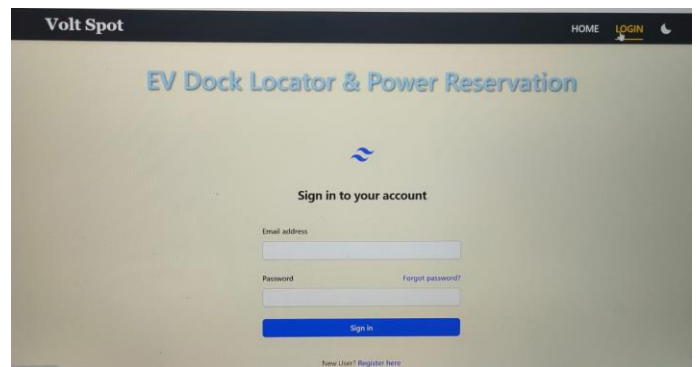 Volt Spot
HOME LOGIN
EV Dock Locator & Power Reservation
Sign in to your account
Email address
Password Forgot password?
Sign in
New User? Register here